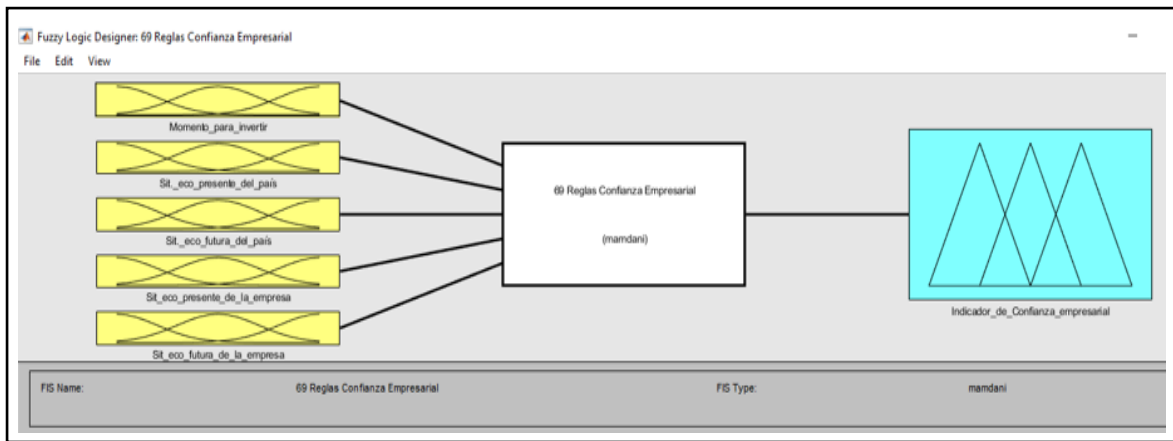 Fuzzy Logic Designer: 69 Reglas Confianza Empresarial
File Edit View
Momento_para_invertir
Sit._eco_presente_del_país
Sit._eco_futura_del_país
Sit_eco_presente_de_la_empresa
Sit_eco_futura_de_la_empresa
69 Reglas Confianza Empresarial
(mamdani)
Indicador_de_Confianza_empresarial
FIS Name: 69 Reglas Confianza Empresarial FIS Type: mamdani